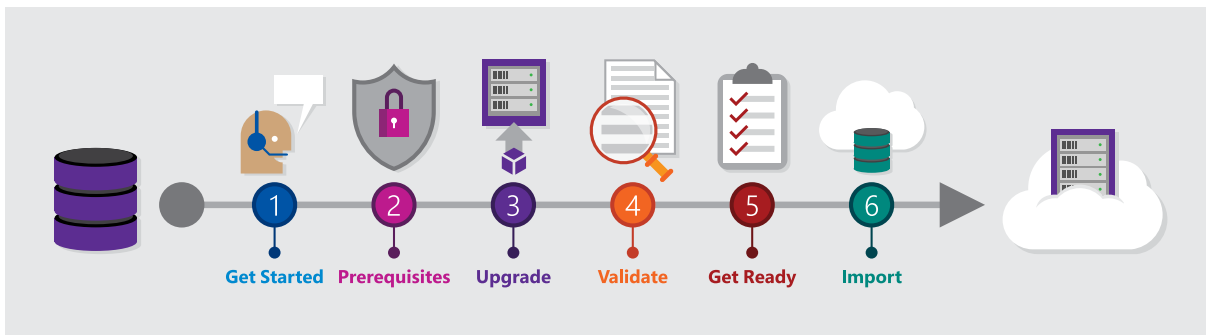 1
2
3
4
5
6
Get Started
Prerequisites
Upgrade
Validate
Get Ready
Import